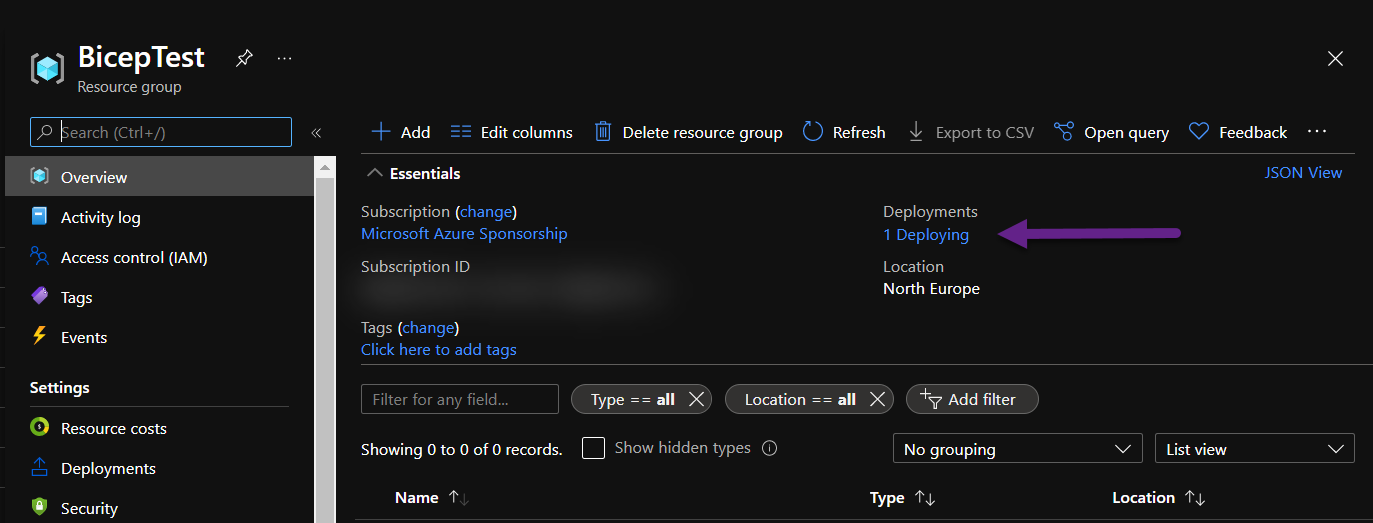 BicepTest
Resource group
Search (Ctrl+/)
Overview
Activity log
Access control (IAM)
Tags
Events
Settings
Resource costs
Deployments
Security
Add
Edit columns
Delete resource group
Refresh
Export to CSV
Open query
Feedback
Essentials
JSON View
Subscription (change)
Microsoft Azure Sponsorship
Subscription ID
Tags (change)
Click here to add tags
Deployments
1 Deploying
Location
North Europe
Filter for any field...
Type == all
Location == all
Add filter
Showing 0 to 0 of 0 records.
Show hidden types
No grouping
List view
Name
Type
Location